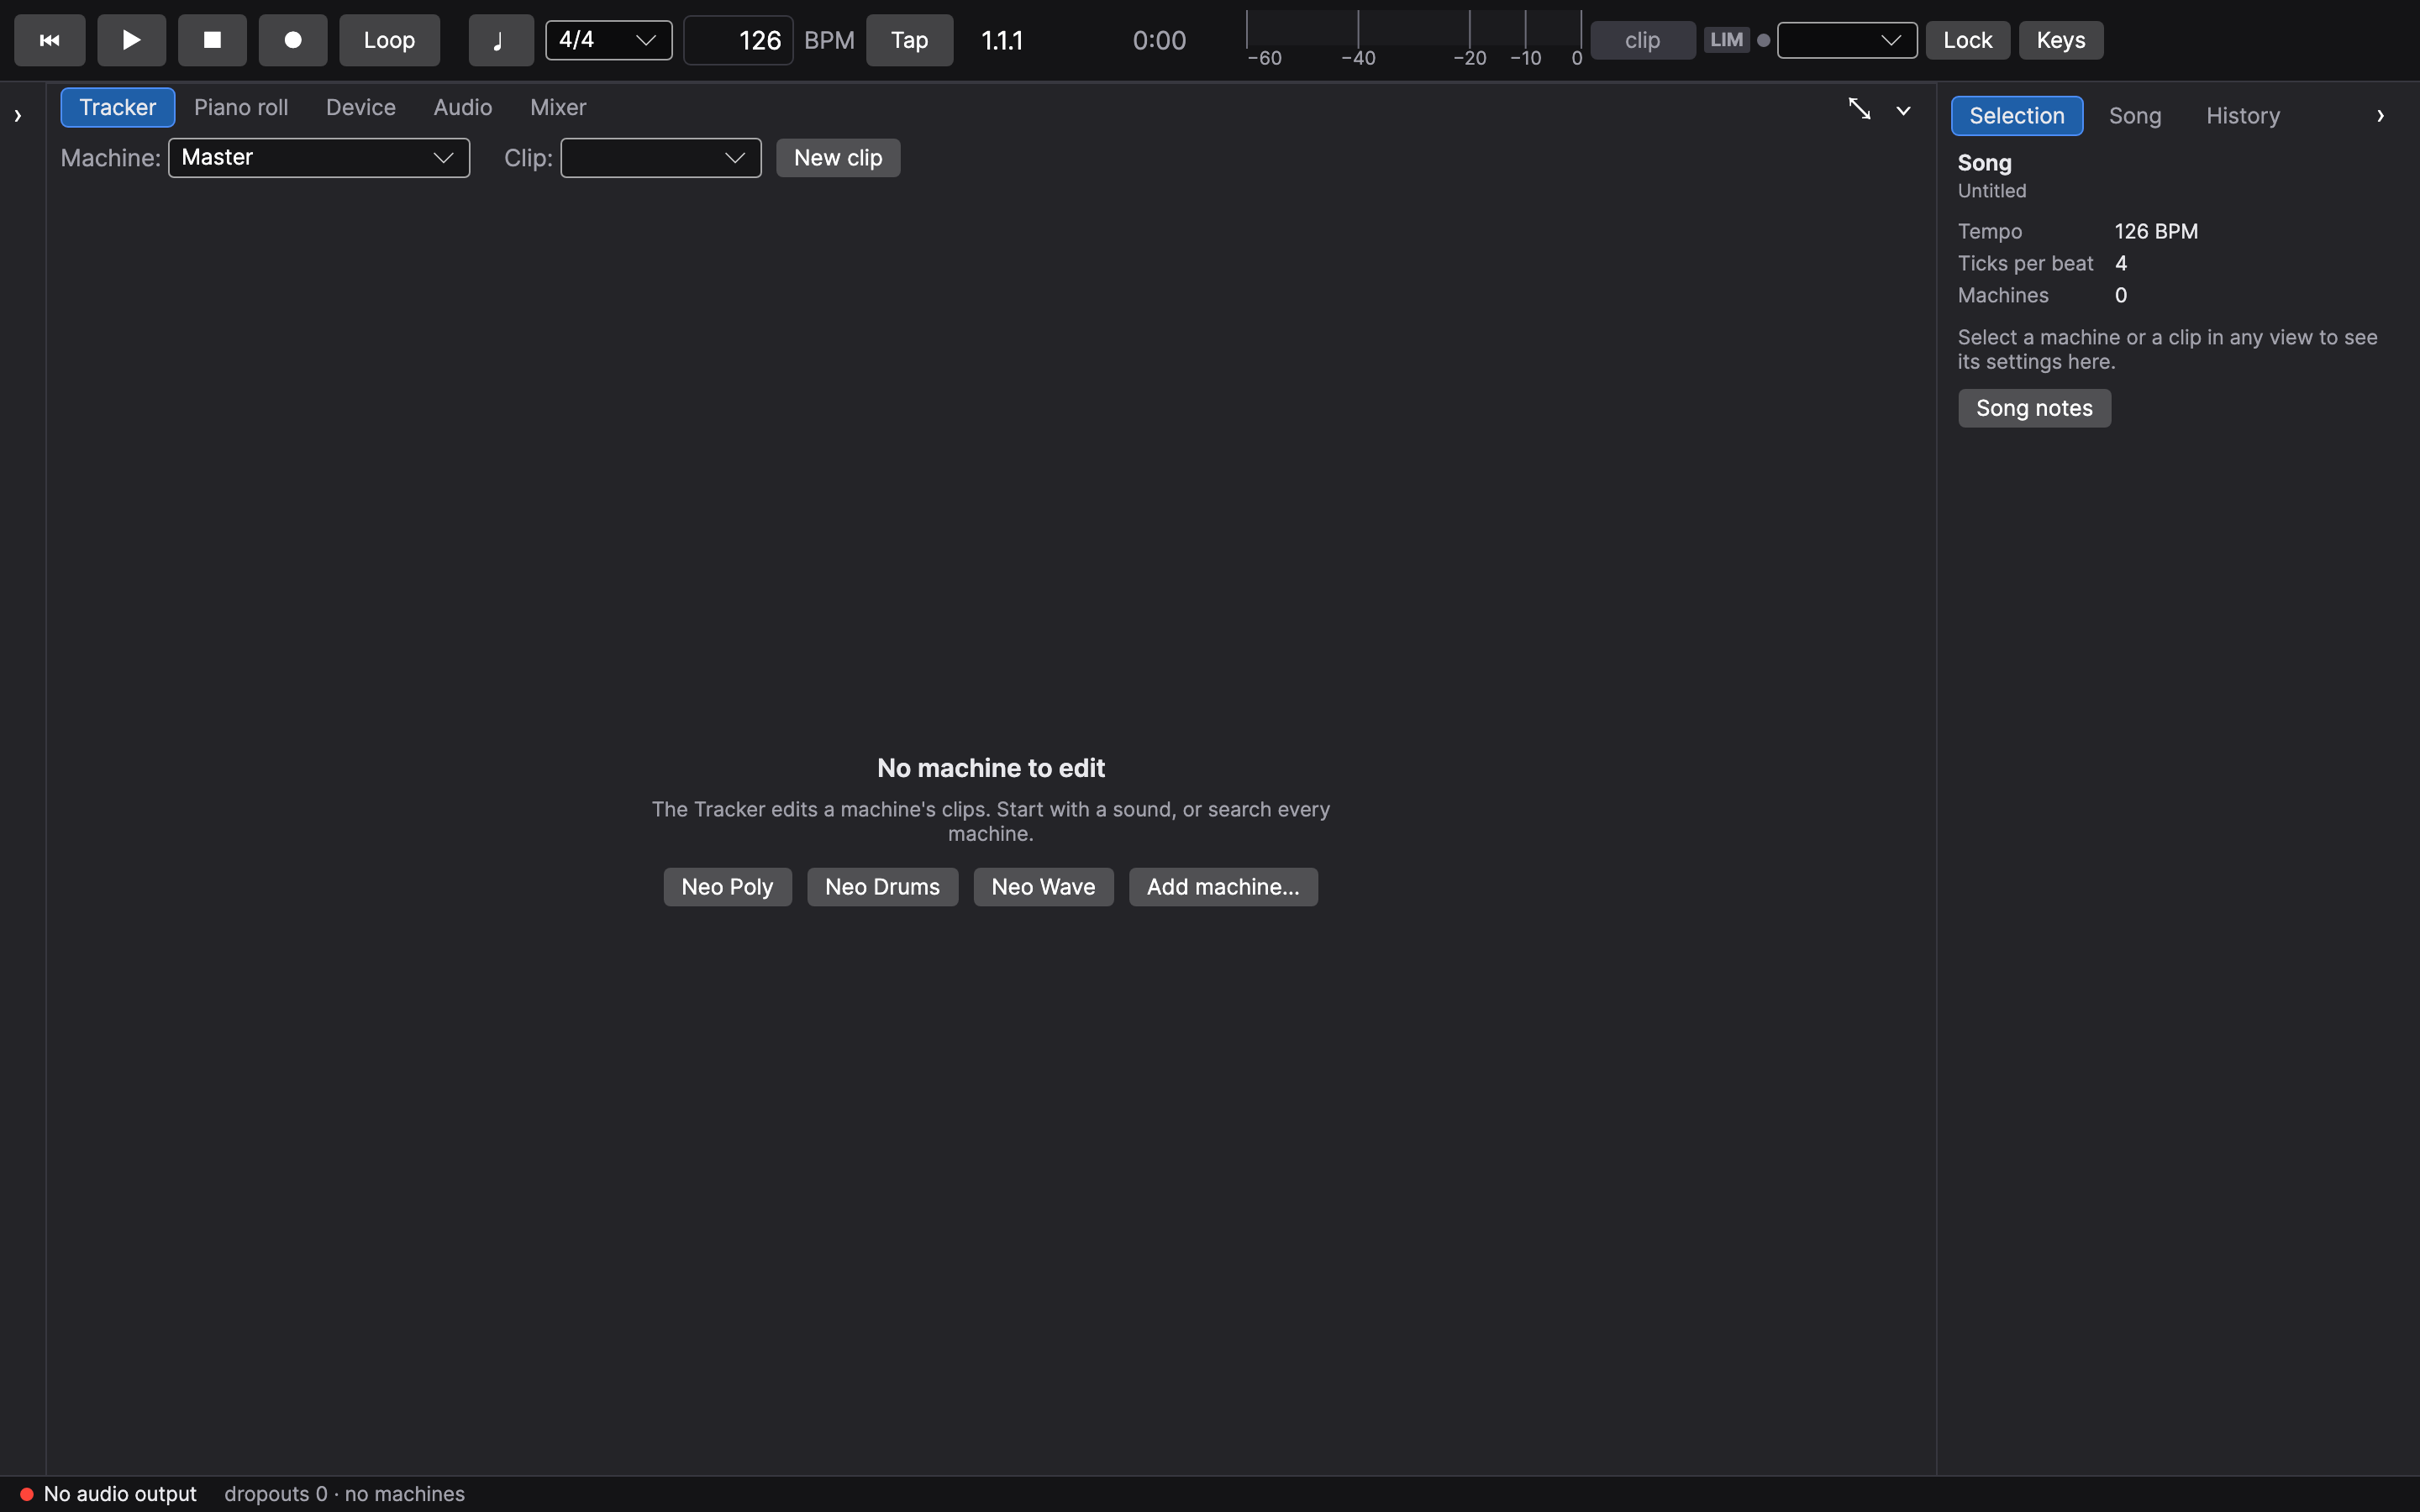 Loop
4/4
126 BPM
Tap
1.1.1
0:00
−60 −40 −20 −10 0
clip
LIM
Lock
Keys
Tracker Piano roll Device Audio Mixer
Machine: Master Clip: New clip
No machine to edit
The Tracker edits a machine's clips. Start with a sound, or search every
machine.
Neo Poly Neo Drums Neo Wave Add machine...
Selection Song History
Song
Untitled
Tempo 126 BPM
Ticks per beat 4
Machines 0
Select a machine or a clip in any view to see
its settings here.
Song notes
No audio output dropouts 0 · no machines